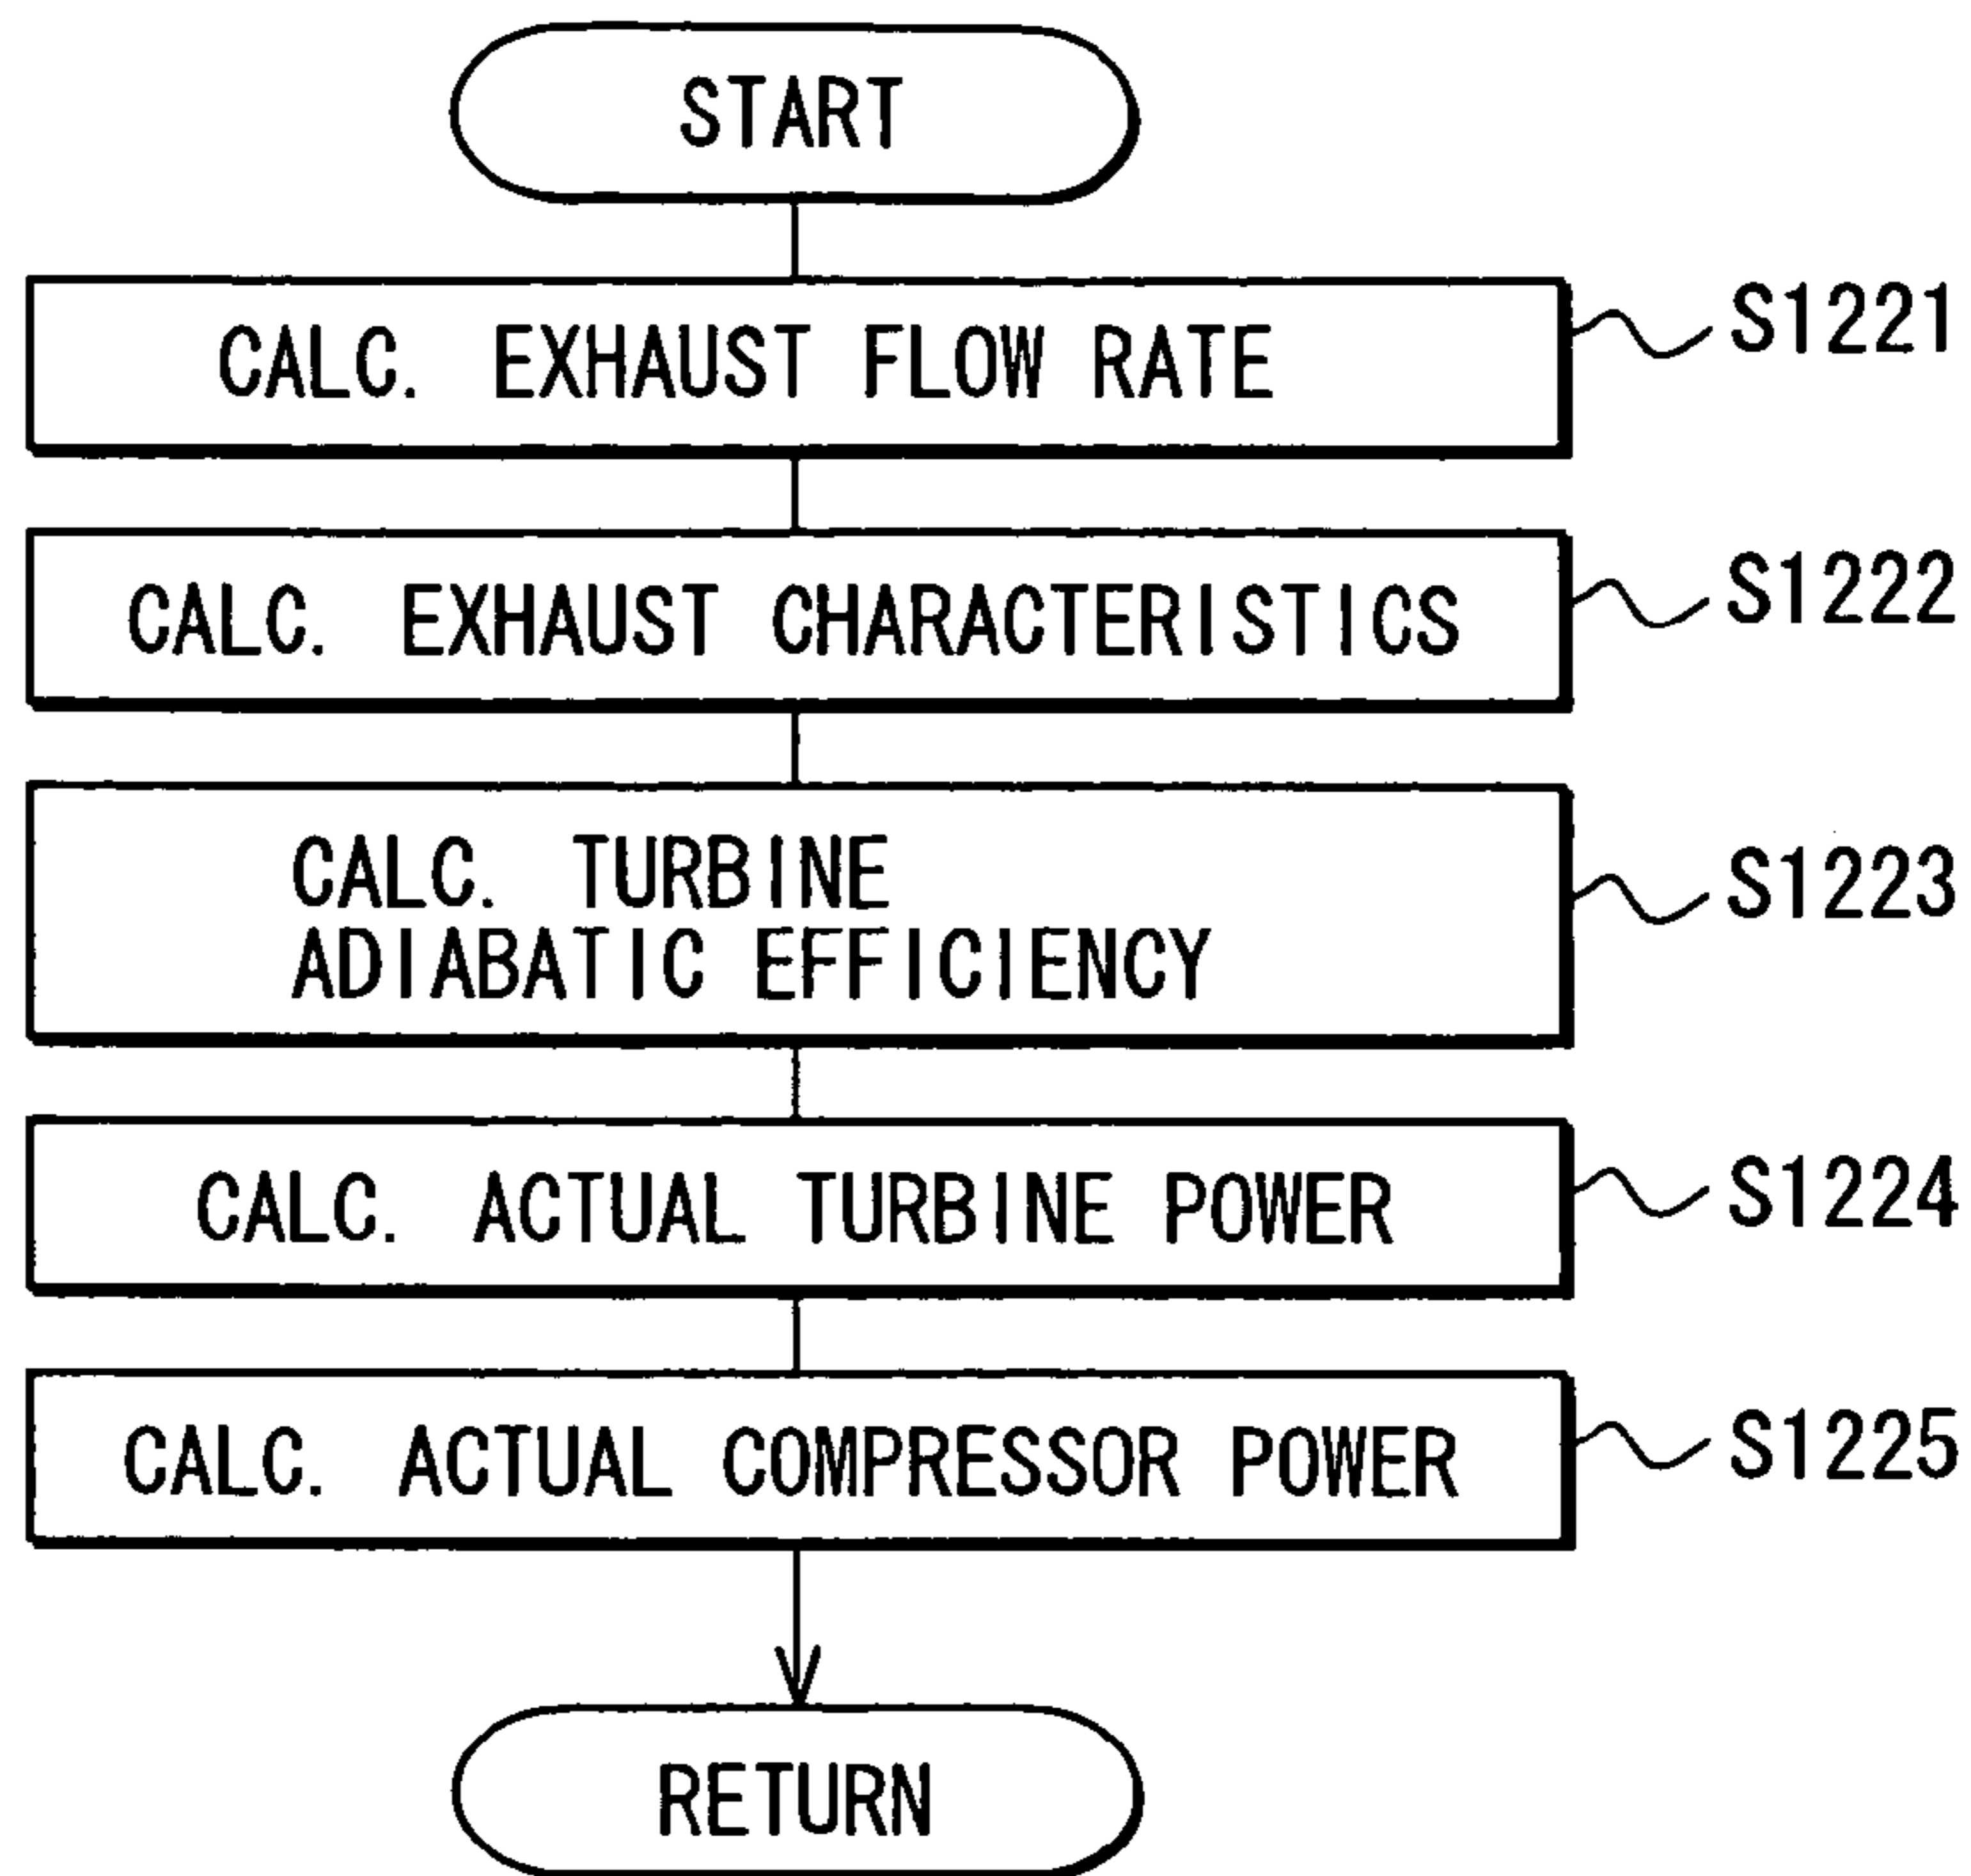 START
CALC. EXHAUST FLOW RATE
S1221
CALC. EXHAUST CHARACTERISTICS
S1222
CALC. TURBINE
ADIABATIC EFFICIENCY
S1223
CALC. ACTUAL TURBINE POWER
S1224
CALC. ACTUAL COMPRESSOR POWER
S1225
RETURN